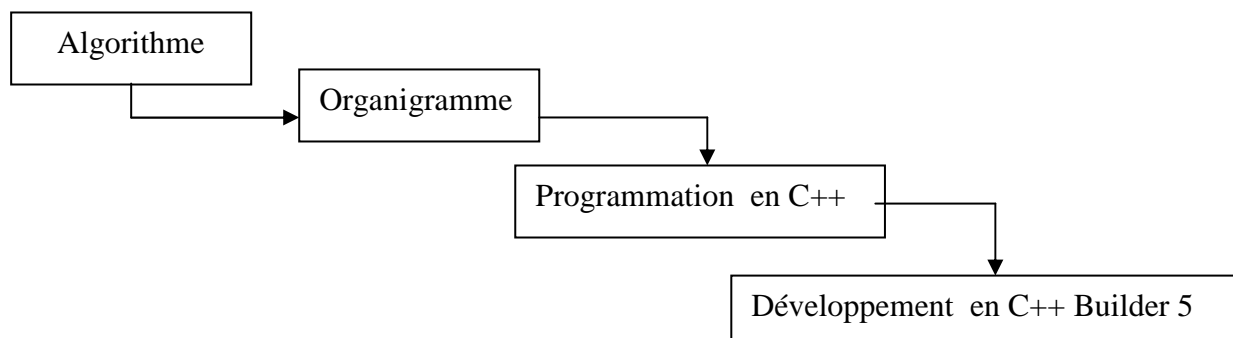 Algorithme
Organigramme
Programmation en C++
Développement en C++ Builder 5